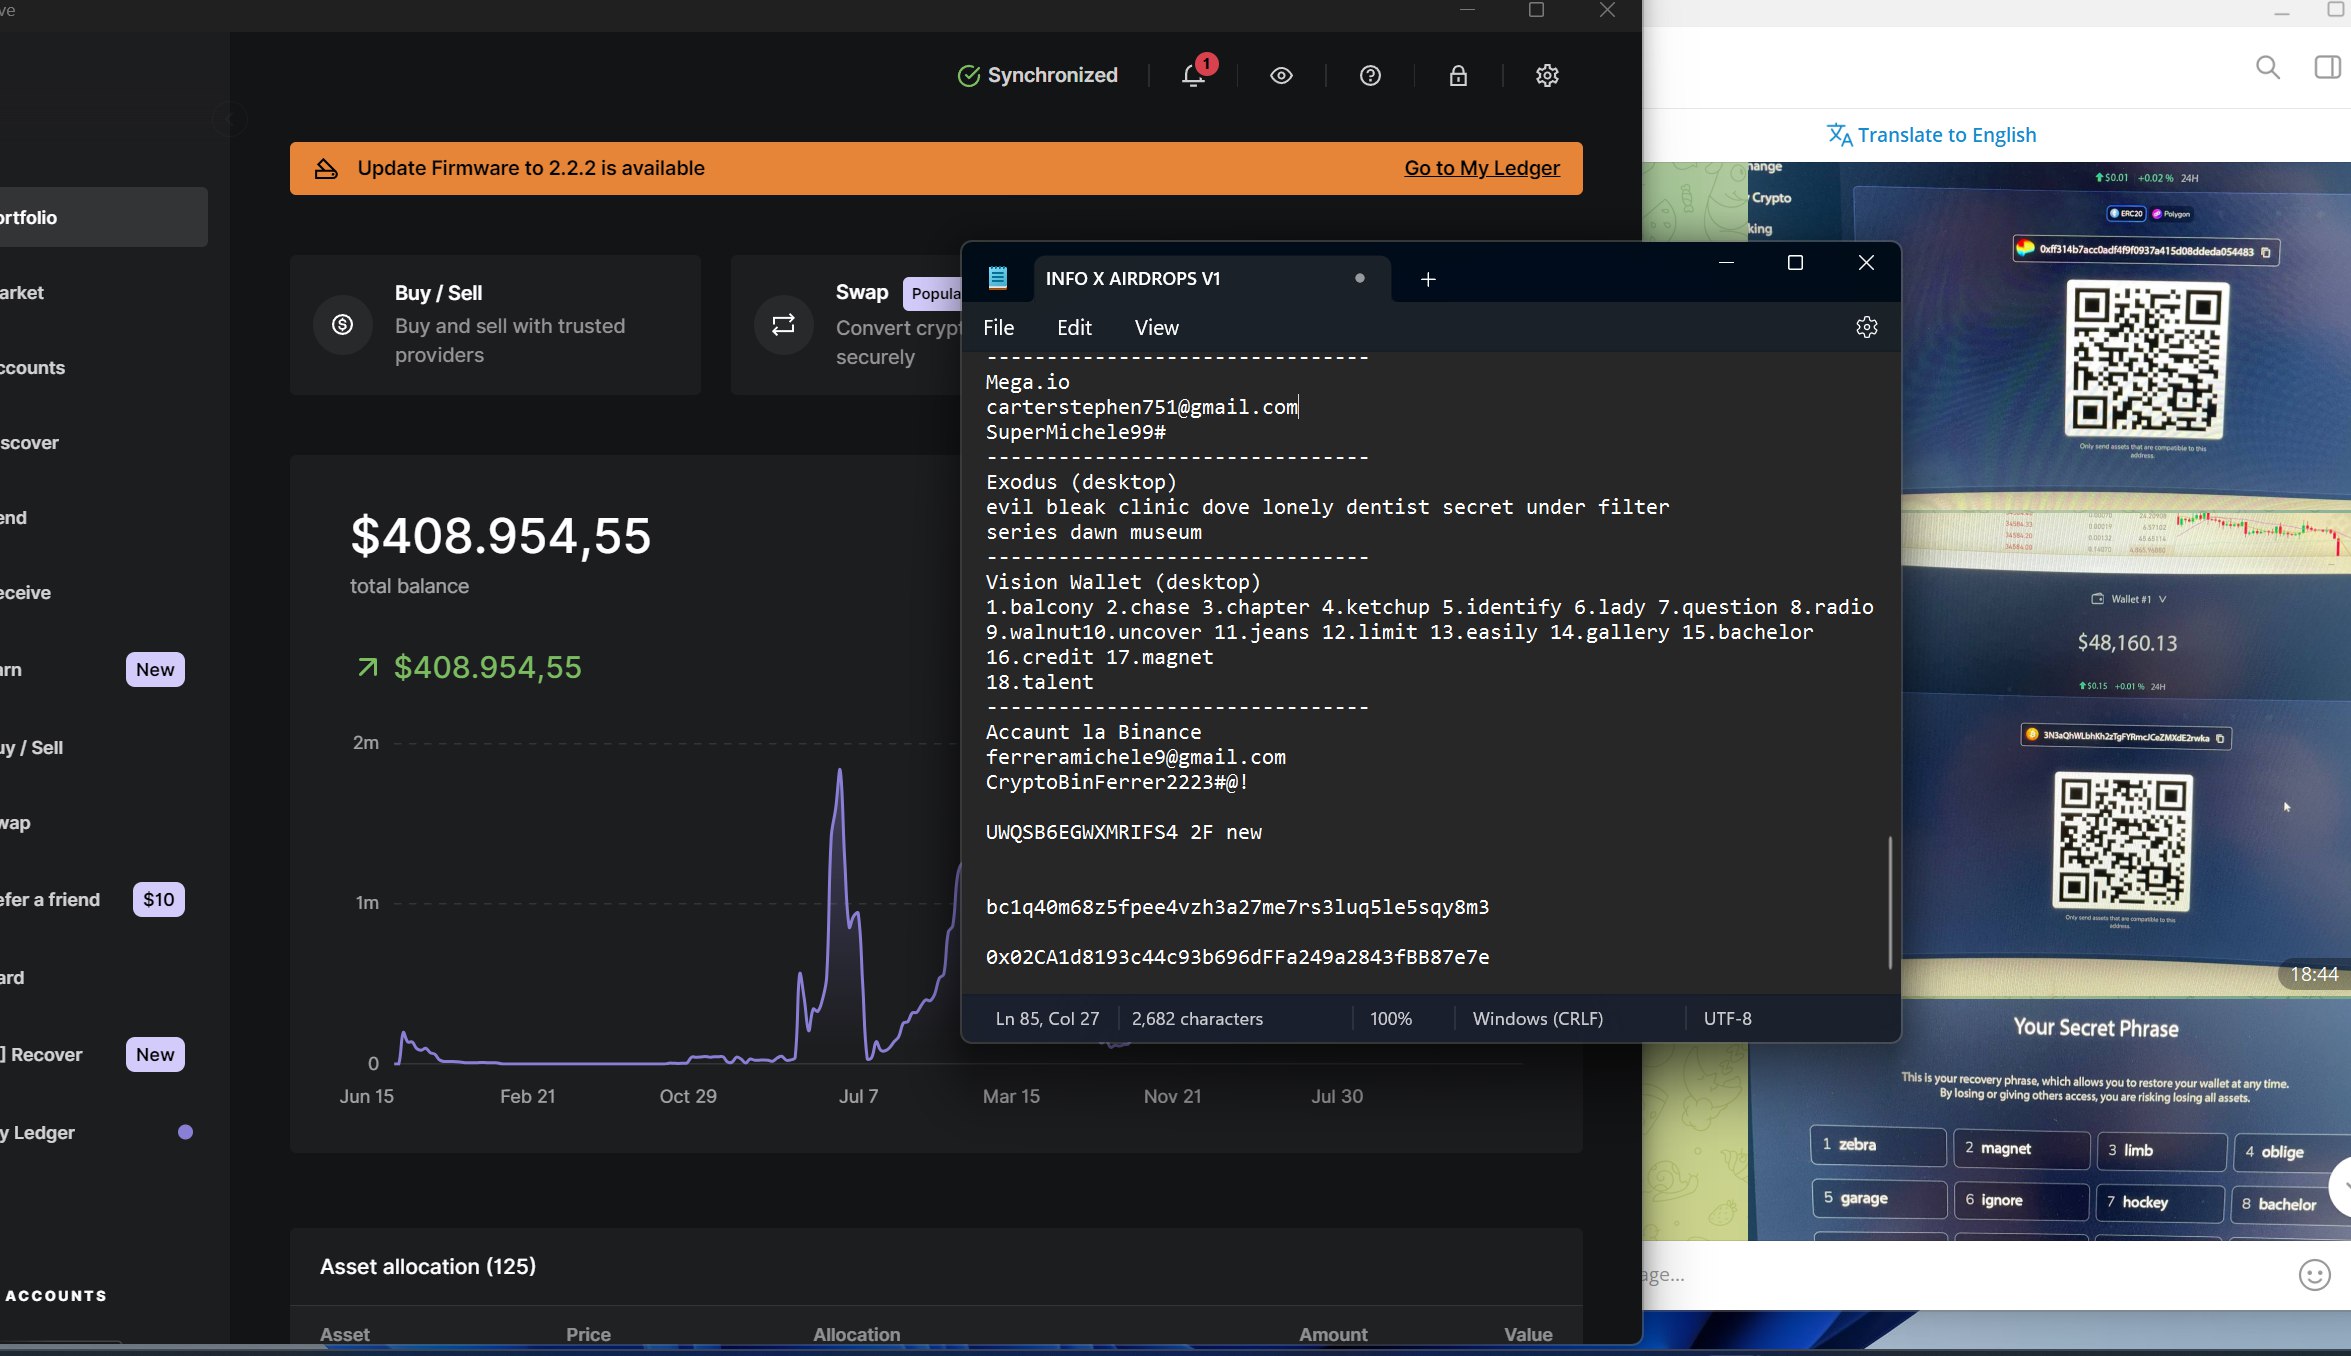 ve
Synchronized
1
Update Firmware to 2.2.2 is available
Go to My Ledger
ortfolio
arket
ccounts
iscover
end
eceive
arn
New
uy / Sell
wap
efer a friend
$10
ard
] Recover
New
y Ledger
ACCOUNTS
Buy / Sell
Buy and sell with trusted
providers
Swap
Popula
Convert crypt
securely
$408.954,55
total balance
$408.954,55
2m
1m
0
Jun 15
Feb 21
Oct 29
Jul 7
Mar 15
Nov 21
Jul 30
Asset allocation (125)
Asset
Price
Allocation
Amount
Value
INFO X AIRDROPS V1
File
Edit
View
--------------------------------
Mega.io
carterstephen751@gmail.com
SuperMichele99#
--------------------------------
Exodus (desktop)
evil bleak clinic dove lonely dentist secret under filter
series dawn museum
--------------------------------
Vision Wallet (desktop)
1.balcony 2.chase 3.chapter 4.ketchup 5.identify 6.lady 7.question 8.radio
9.walnut10.uncover 11.jeans 12.limit 13.easily 14.gallery 15.bachelor
16.credit 17.magnet
18.talent
--------------------------------
Accaunt la Binance
ferreramichele9@gmail.com
CryptoBinFerrer2223#@!
UWQSB6EGWXMRIFS4 2F new
bc1q40m68z5fpee4vzh3a27me7rs3luq5le5sqy8m3
0x02CA1d8193c44c93b696dFFa249a2843fBB87e7e
Ln 85, Col 27
2,682 characters
100%
Windows (CRLF)
UTF-8
Translate to English
hange
Crypto
king
$0.01 +0.02 % 24H
ERC20
Polygon
0xff314b7acc0adf4f9f0937a415d08ddeda054483
Only send assets that are compatible to this
address.
Wallet #1
$48,160.13
$0.15 +0.01 % 24H
3N3aQhWLbhKh2zTgFYRmcJCeZMXdE2rwka
Only send assets that are compatible to this
address.
18:44
Your Secret Phrase
This is your recovery phrase, which allows you to restore your wallet at any time.
By losing or giving others access, you are risking losing all assets.
1 zebra
2 magnet
3 limb
4 oblige
5 garage
6 ignore
7 hockey
8 bachelor
age...